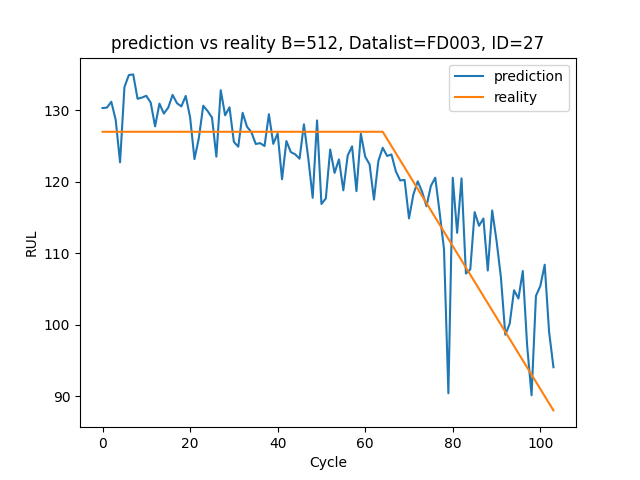 prediction vs reality B=512, Datalist=FD003, ID=27
prediction
reality
130
120
110
100
90
RUL
0 20 40 60 80 100
Cycle